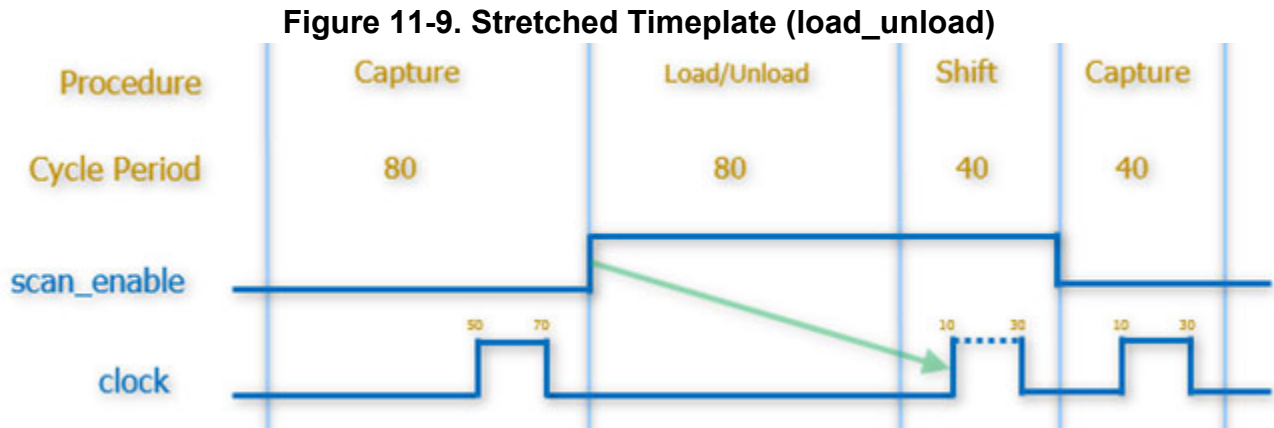 Figure 11-9. Stretched Timeplate (load_unload)
Procedure Capture Load/Unload Shift Capture
Cycle Period 80 80 40 40
scan_enable
50 70 10 30 10 30
clock